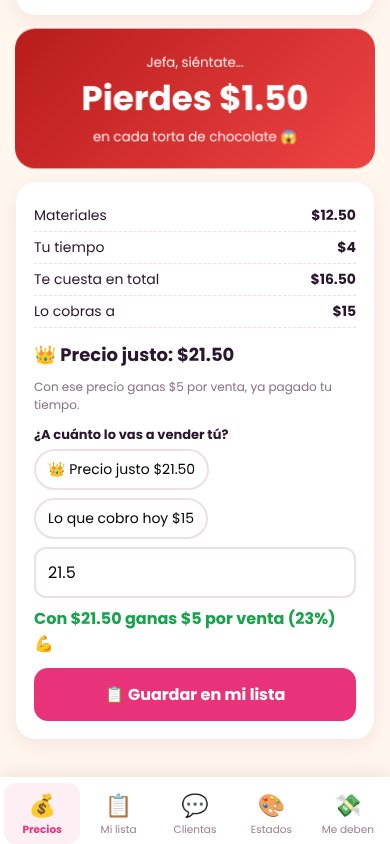 Jefa, siéntate...
Pierdes $1.50
en cada torta de chocolate 😱
Materiales $12.50
Tu tiempo $4
Te cuesta en total $16.50
Lo cobras a $15
👑 Precio justo: $21.50
Con ese precio ganas $5 por venta, ya pagado tu
tiempo.
¿A cuánto lo vas a vender tú?
👑 Precio justo $21.50
Lo que cobro hoy $15
21.5
Con $21.50 ganas $5 por venta (23%)
💪
📋 Guardar en mi lista
Precios Mi lista Clientas Estados Me deben